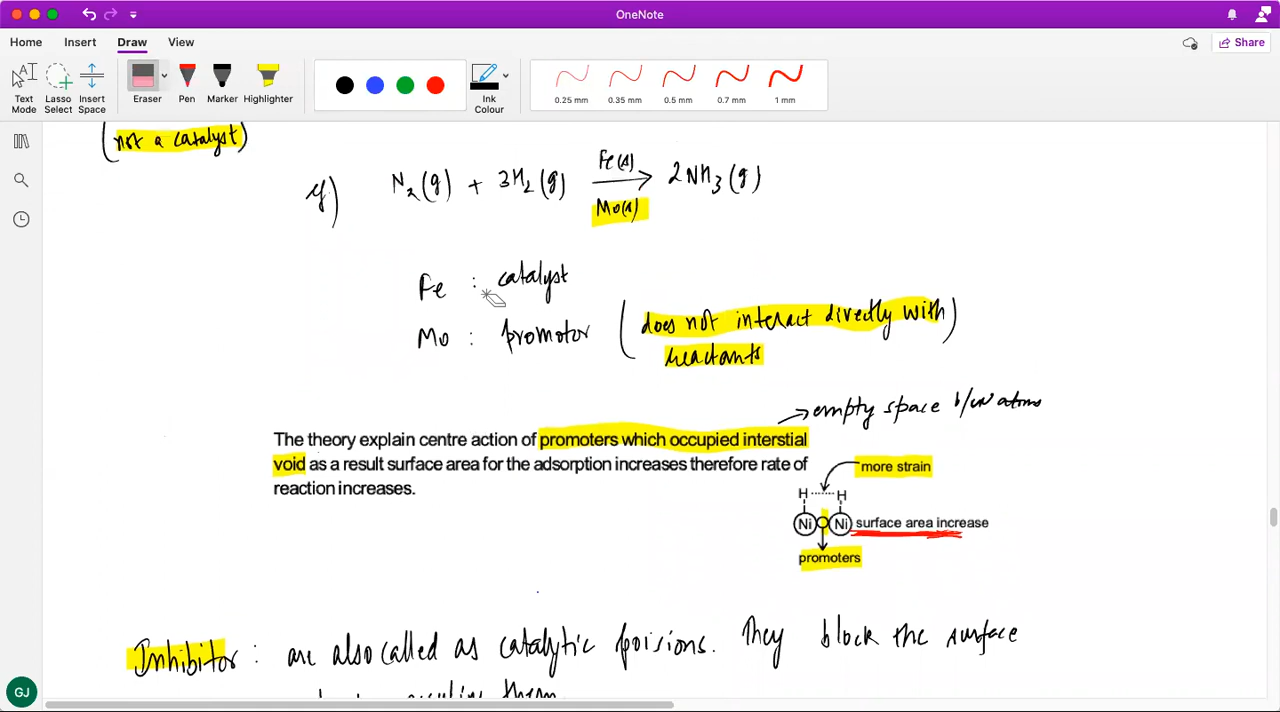 OneNote
Home Insert Draw View
Share
Text Mode
Lasso Select
Insert Space
Eraser
Pen
Marker
Highlighter
Ink Colour
0.25 mm 0.35 mm 0.5 mm 0.7 mm 1 mm
(not a catalyst)
eg) N2(g) + 3H2(g) Fe(s) Mo(s) 2NH3(g)
Fe : catalyst
Mo : promotor (does not interact directly with
reactants)
→ empty space b/w atoms
The theory explain centre action of promoters which occupied interstial
void as a result surface area for the adsorption increases therefore rate of
reaction increases.
more strain
H H
Ni Ni surface area increase
promoters
Inhibitor : are also called as catalytic poisions. They block the surface
them
GJ